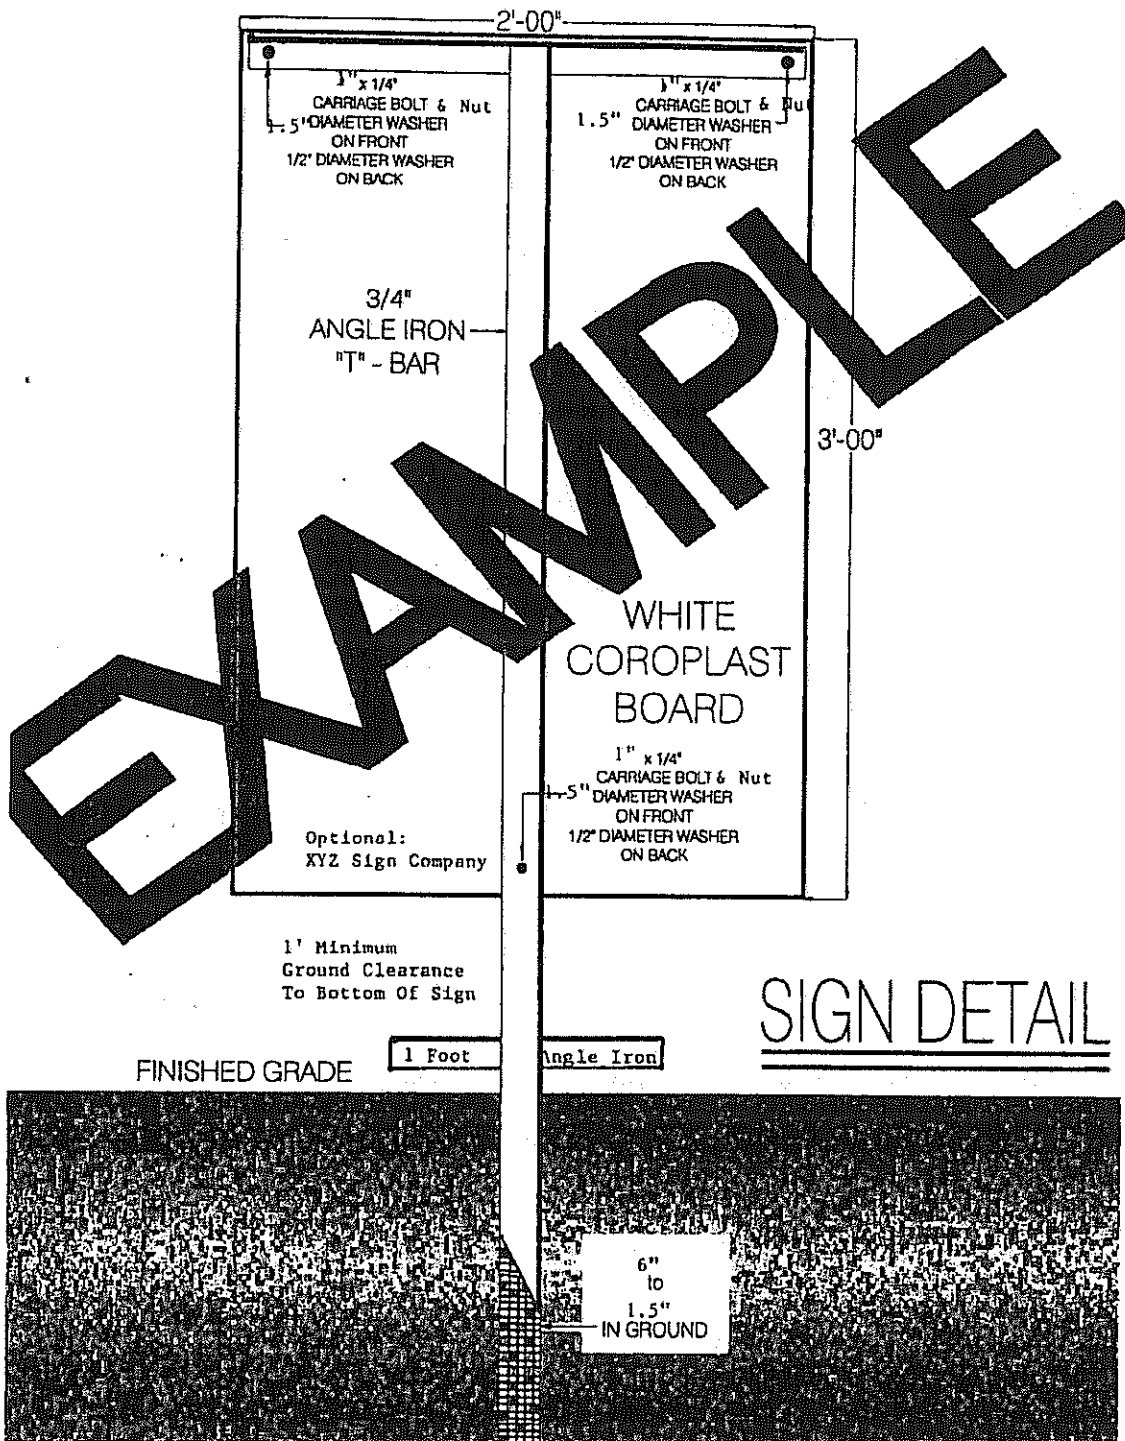 2'-00"
1" x 1/4"
CARRIAGE BOLT & Nut
1.5" DIAMETER WASHER
ON FRONT
1/2" DIAMETER WASHER
ON BACK
1" x 1/4"
CARRIAGE BOLT & Nut
1.5" DIAMETER WASHER
ON FRONT
1/2" DIAMETER WASHER
ON BACK
3/4"
ANGLE IRON
"T" - BAR
EXAMPLE
3'-00"
WHITE
COROPLAST
BOARD
1" x 1/4"
CARRIAGE BOLT & Nut
1.5" DIAMETER WASHER
ON FRONT
1/2" DIAMETER WASHER
ON BACK
Optional:
XYZ Sign Company
1' Minimum
Ground Clearance
To Bottom Of Sign
SIGN DETAIL
1 Foot Angle Iron
FINISHED GRADE
6"
to
1.5"
IN GROUND